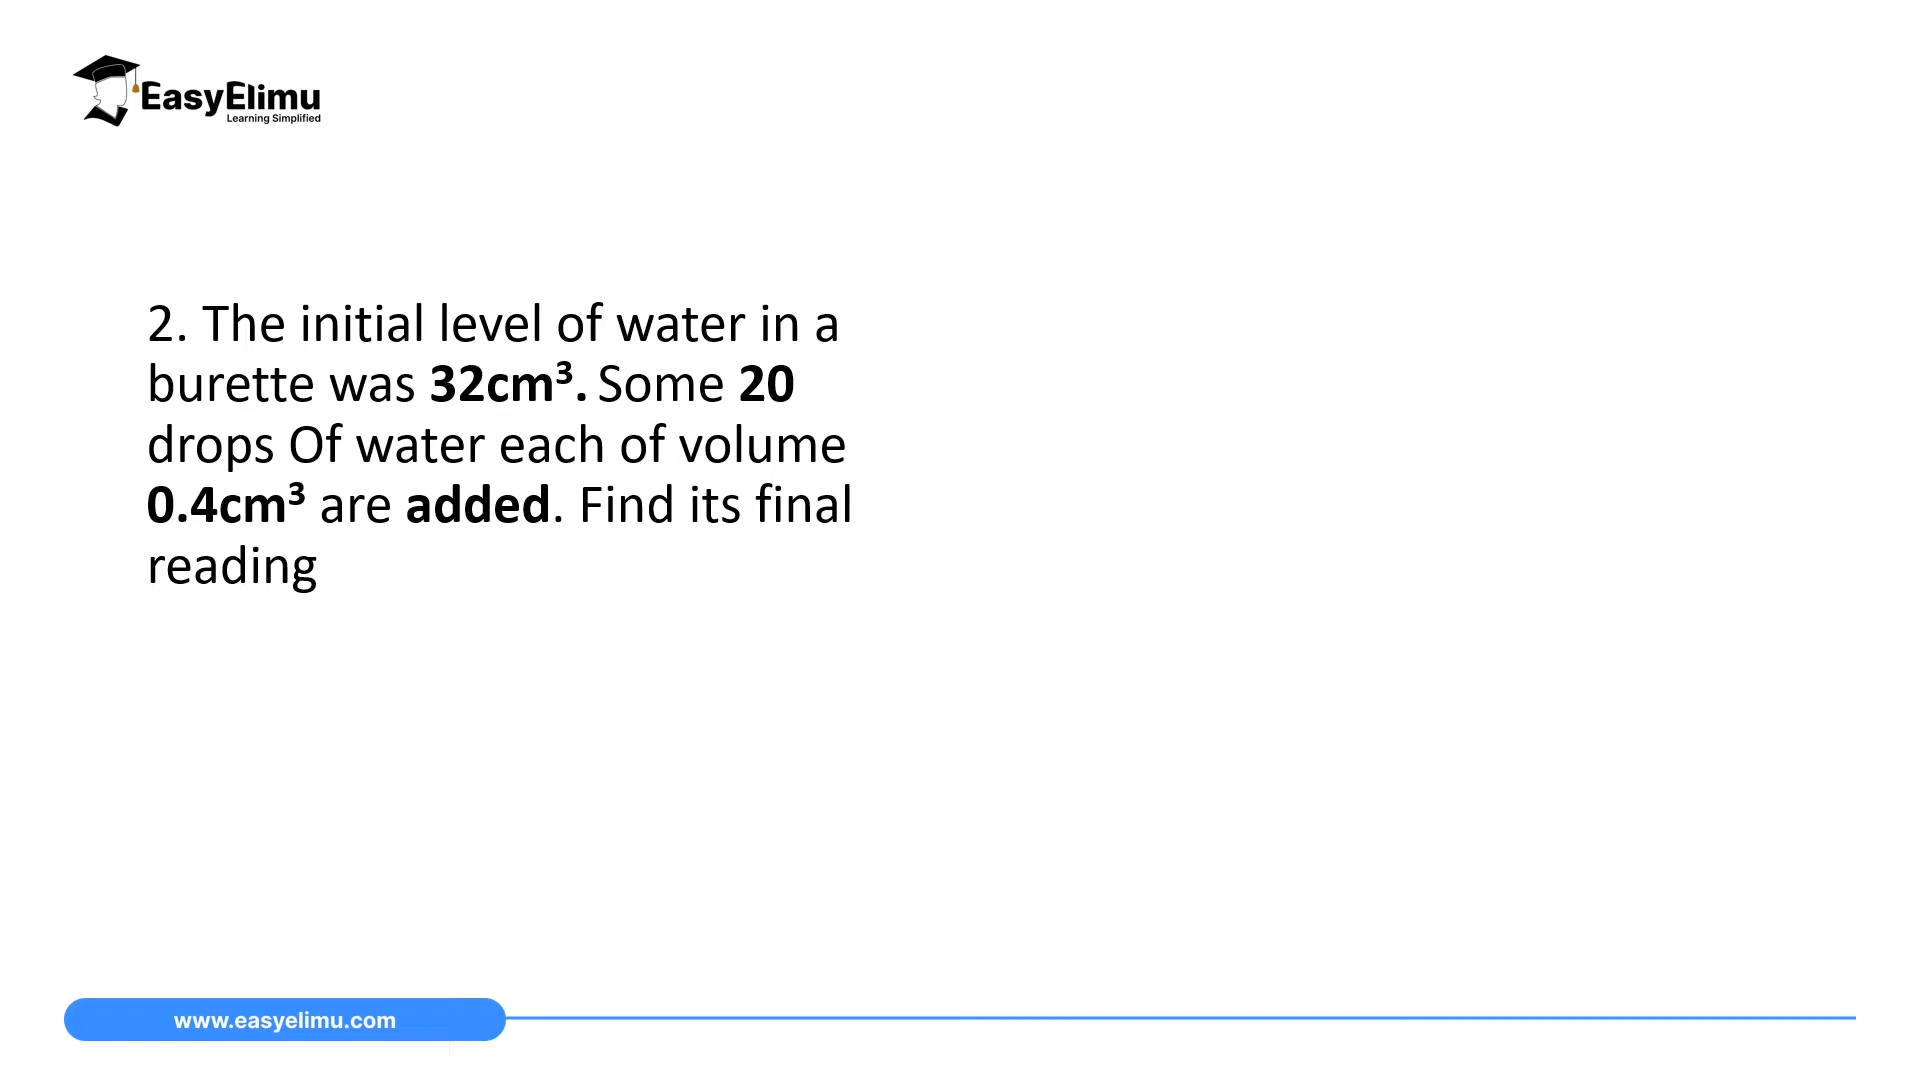 EasyElimu
Learning Simplified
2. The initial level of water in a
burette was 32cm³. Some 20
drops Of water each of volume
0.4cm³ are added. Find its final
reading
www.easyelimu.com